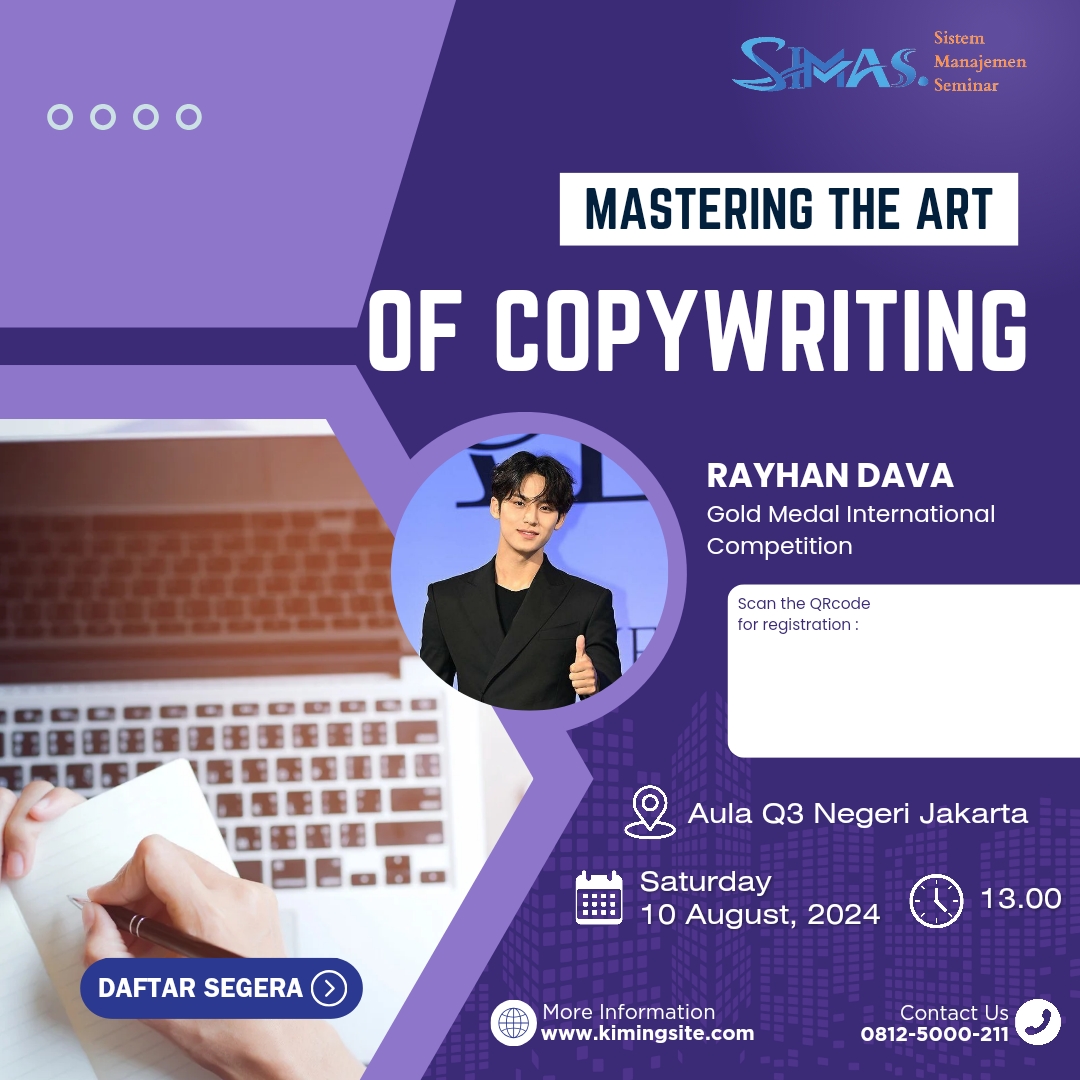 SIMAS.
Sistem
Manajemen
Seminar
MASTERING THE ART
OF COPYWRITING
RAYHAN DAVA
Gold Medal International
Competition
Scan the QRcode
for registration :
Aula Q3 Negeri Jakarta
Saturday
10 August, 2024
13.00
DAFTAR SEGERA
More Information
www.kimingsite.com
Contact Us
0812-5000-211